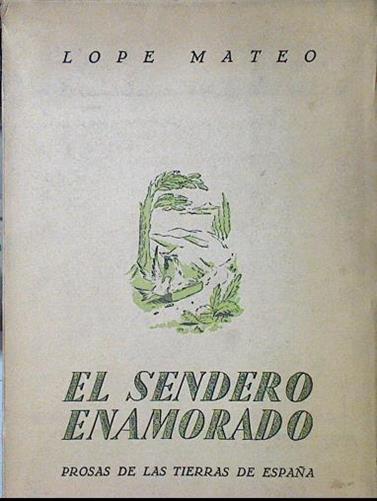 LOPE MATEO
EL SENDERO
ENAMORADO
PROSAS DE LAS TIERRAS DE ESPAÑA